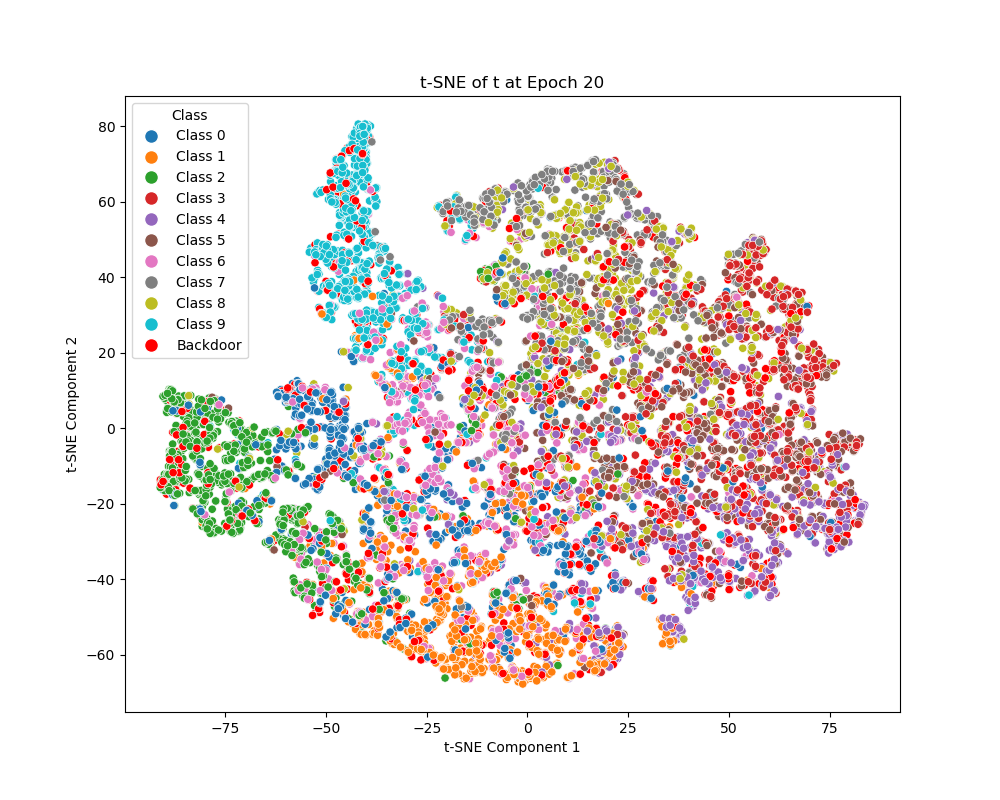 t-SNE of t at Epoch 20
Class
Class 0
Class 1
Class 2
Class 3
Class 4
Class 5
Class 6
Class 7
Class 8
Class 9
Backdoor
80
60
40
20
0
−20
−40
−60
t-SNE Component 2
−75
−50
−25
0
25
50
75
t-SNE Component 1